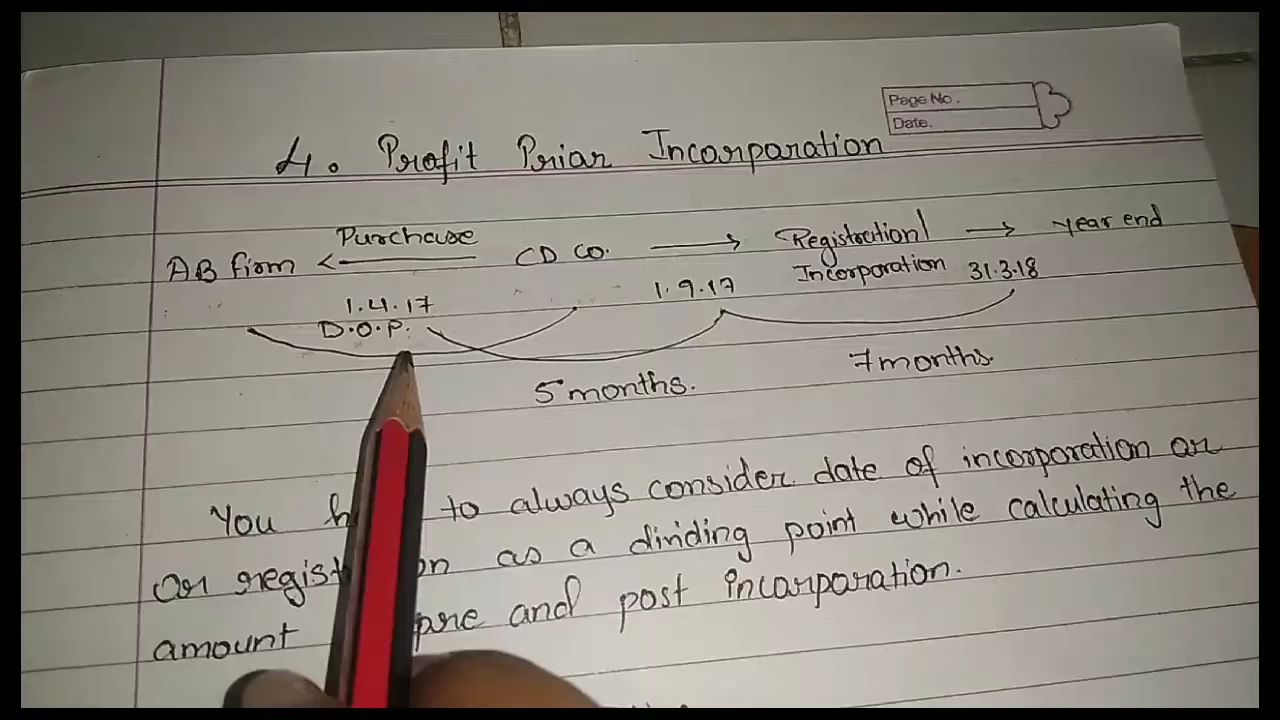 Page No.
Date.
4. Profit Prior Incorporation
AB firm ← Purchase CD CO. → Registration/ → year end
1.4.17 1.9.17 Incorporation 31.3.18
D.O.P.
5 months. 7 months.
You to always consider date of incorporation or
or regist on as a dividing point while calculating the
amount pre and post incorporation.